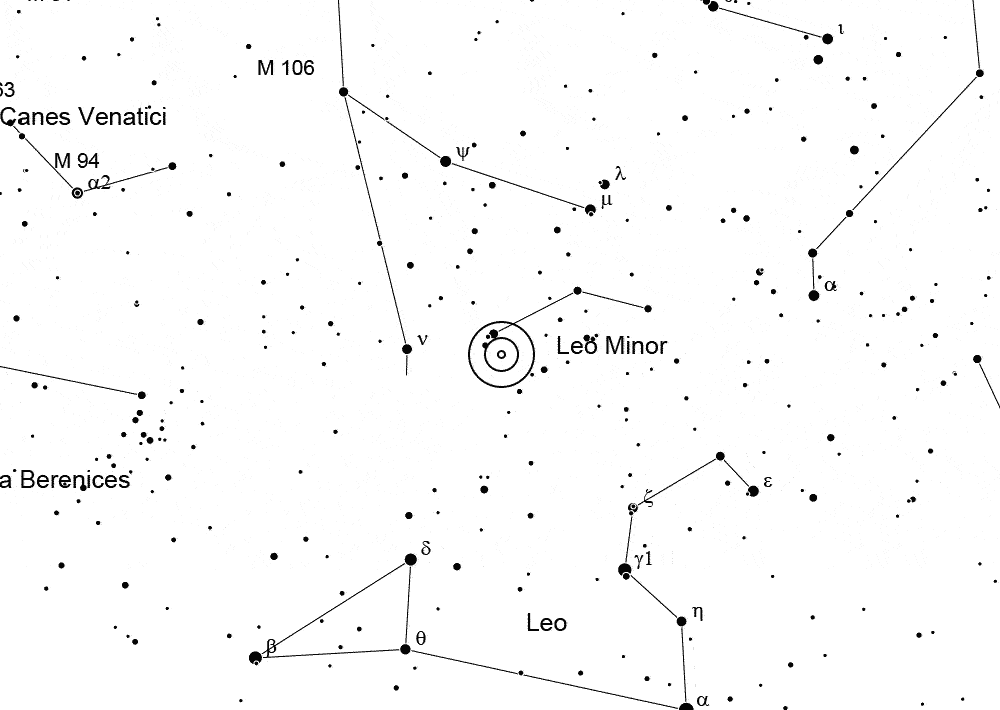 ι
M 106
63
Canes Venatici
ψ
M 94
α2
λ
μ
α
ν
Leo Minor
a Berenices
ε
ζ
δ
γ1
η
Leo
θ
β
α